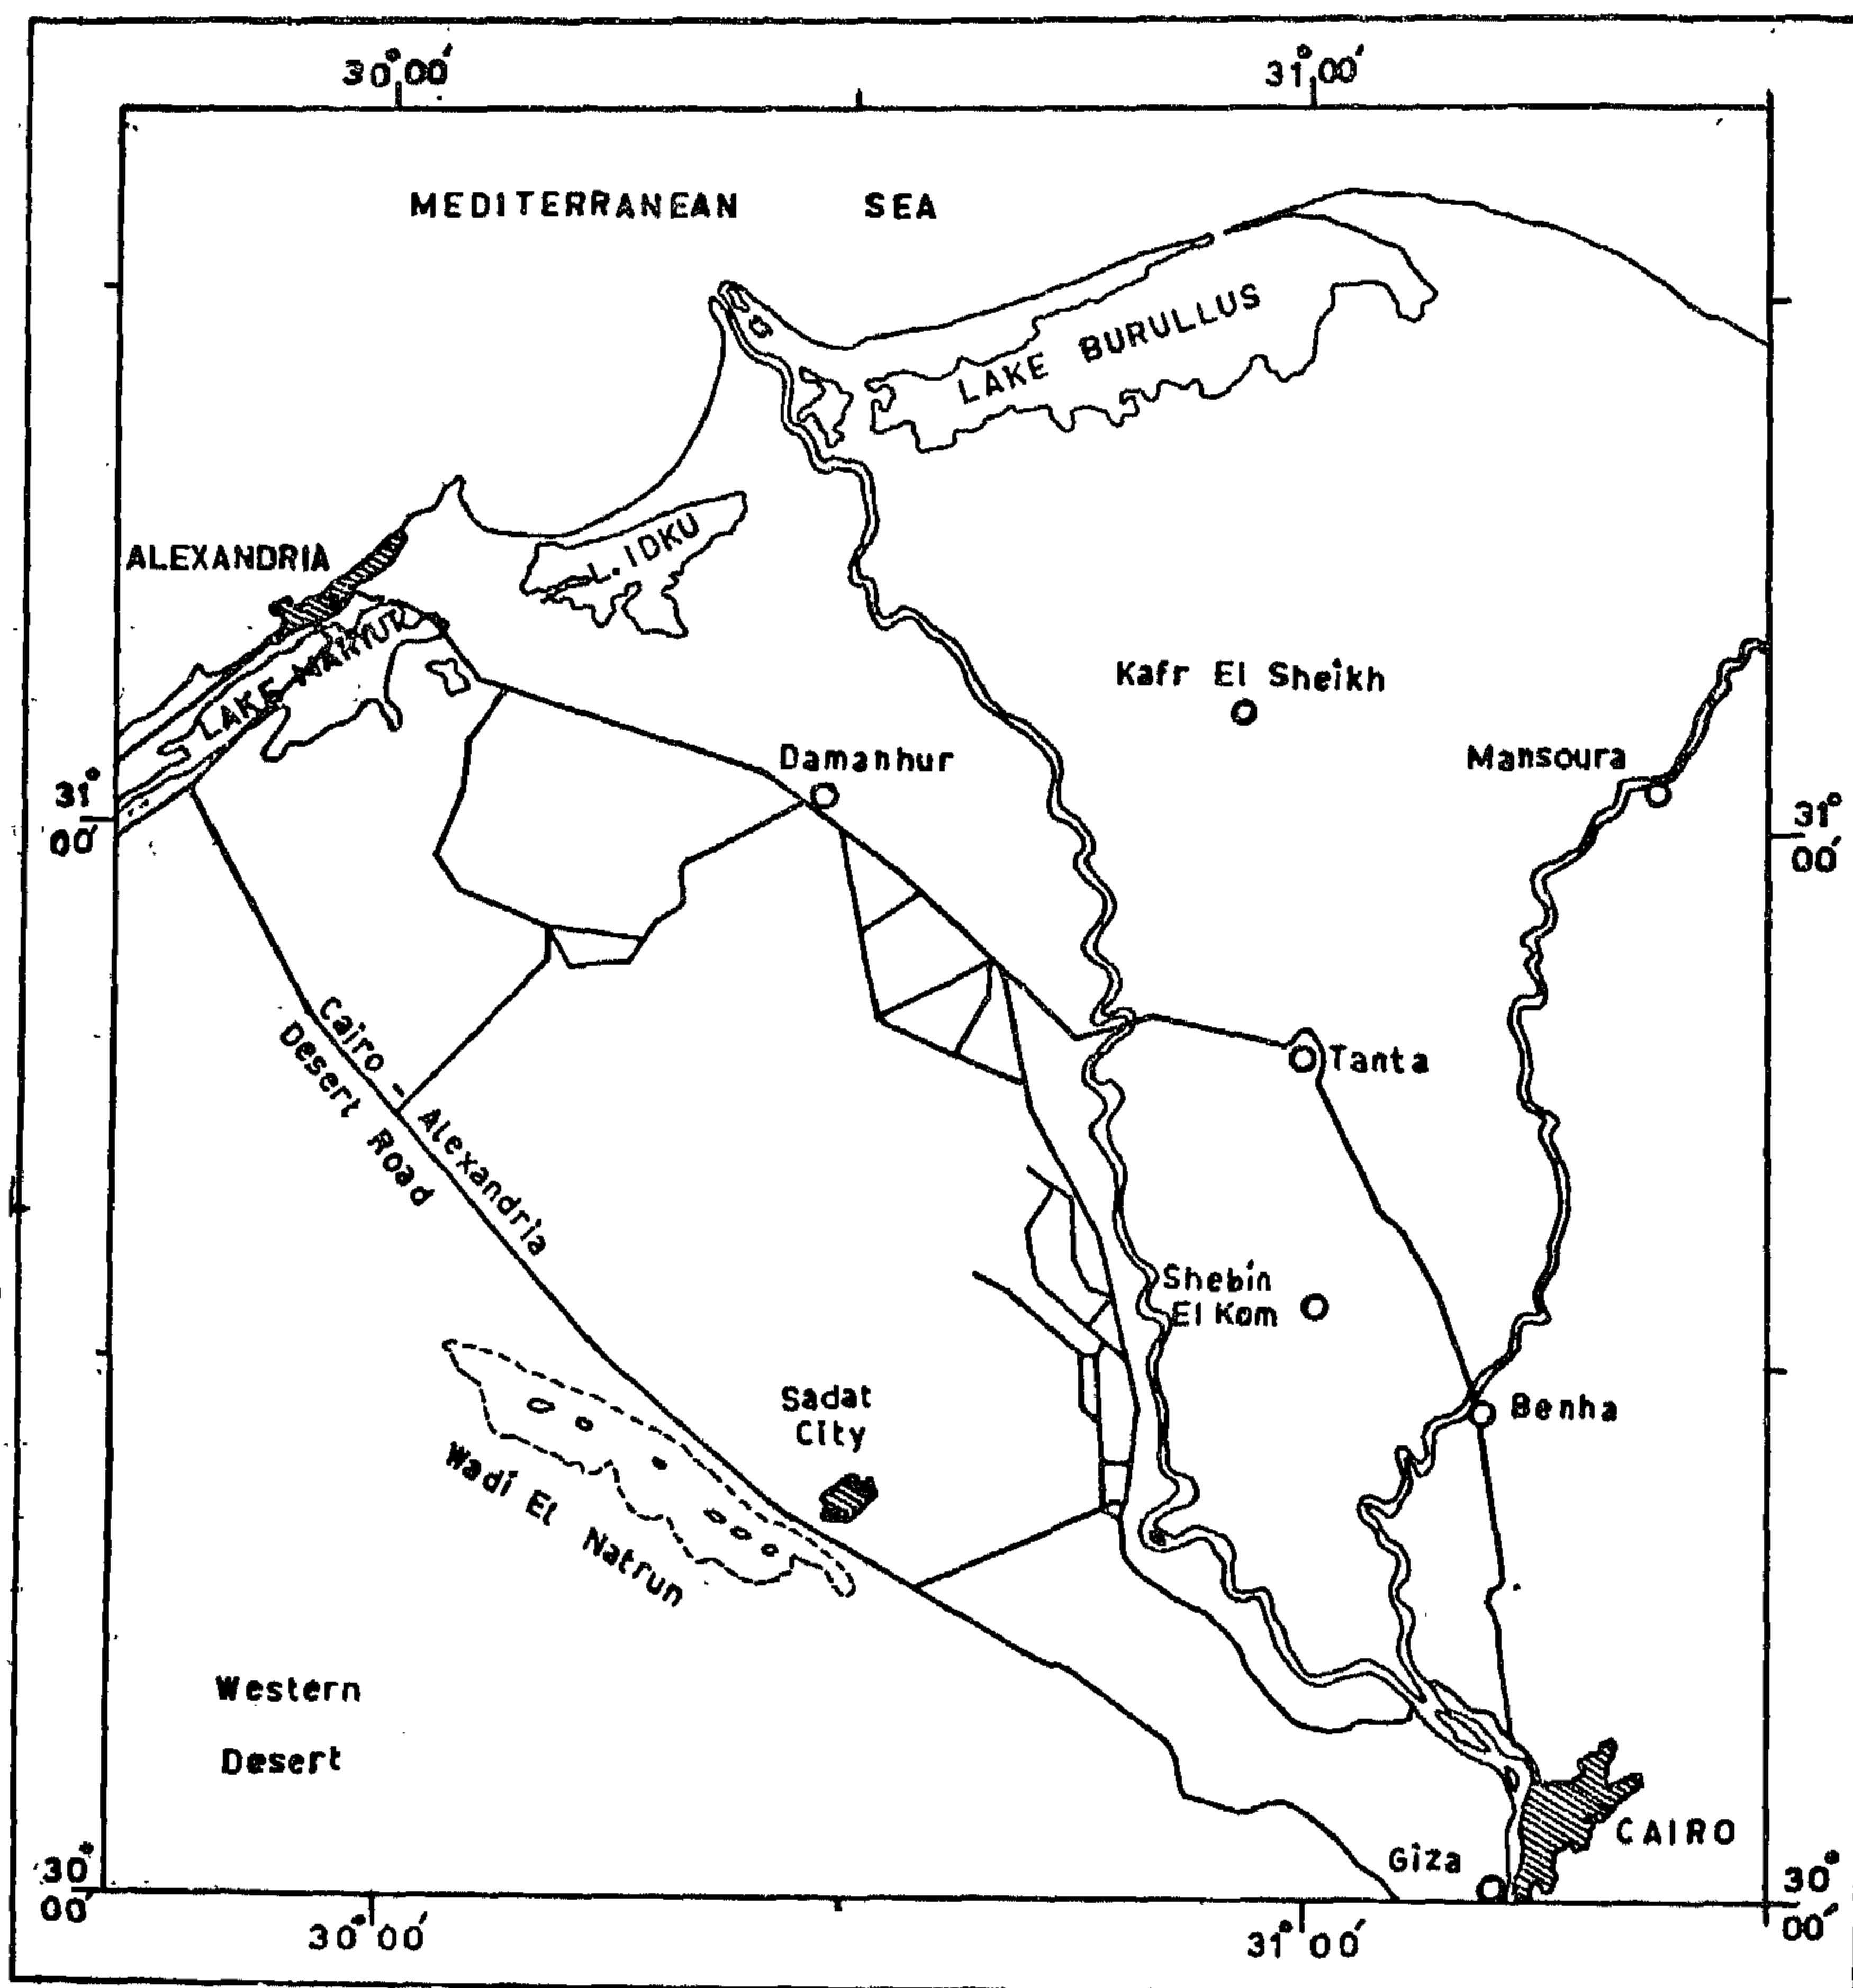 30°00′ 31°00′
MEDITERRANEAN SEA
LAKE BURULLUS
L. IDKU
ALEXANDRIA
LAKE MARYUT
Kafr El Sheikh
Damanhur
Mansoura
31°
00′
31°
00′
Tanta
Cairo - Alexandria
Desert Road
Shebin
El Kom
Sadat
City
Benha
Wadi El Natrun
Western
Desert
CAIRO
Giza
30°
00′
30°
00′
30°00′ 31°00′